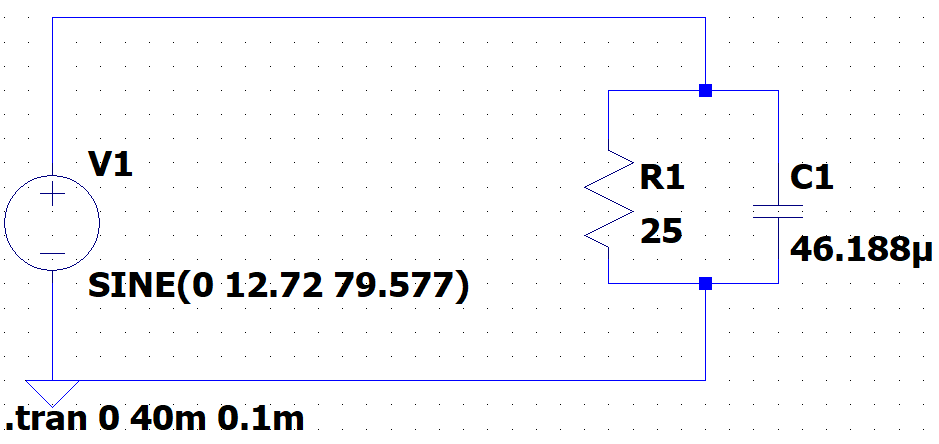 V1
SINE(0 12.72 79.577)
R1
25
C1
46.188µ
.tran 0 40m 0.1m